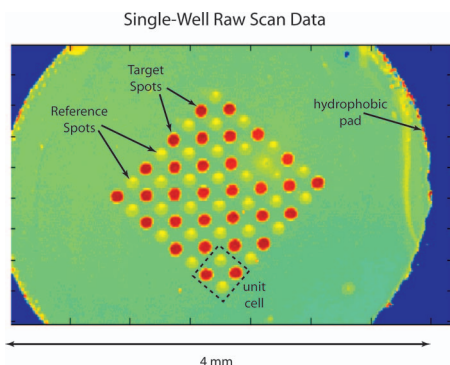 Single-Well Raw Scan Data
Target
Spots
Reference
Spots
hydrophobic
pad
unit
cell
4 mm